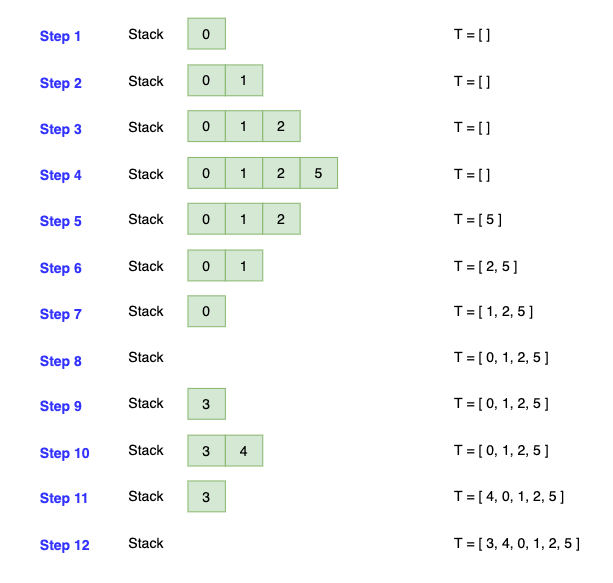 Step 1 Stack 0 T = [ ]
Step 2 Stack 0 1 T = [ ]
Step 3 Stack 0 1 2 T = [ ]
Step 4 Stack 0 1 2 5 T = [ ]
Step 5 Stack 0 1 2 T = [ 5 ]
Step 6 Stack 0 1 T = [ 2, 5 ]
Step 7 Stack 0 T = [ 1, 2, 5 ]
Step 8 Stack T = [ 0, 1, 2, 5 ]
Step 9 Stack 3 T = [ 0, 1, 2, 5 ]
Step 10 Stack 3 4 T = [ 0, 1, 2, 5 ]
Step 11 Stack 3 T = [ 4, 0, 1, 2, 5 ]
Step 12 Stack T = [ 3, 4, 0, 1, 2, 5 ]